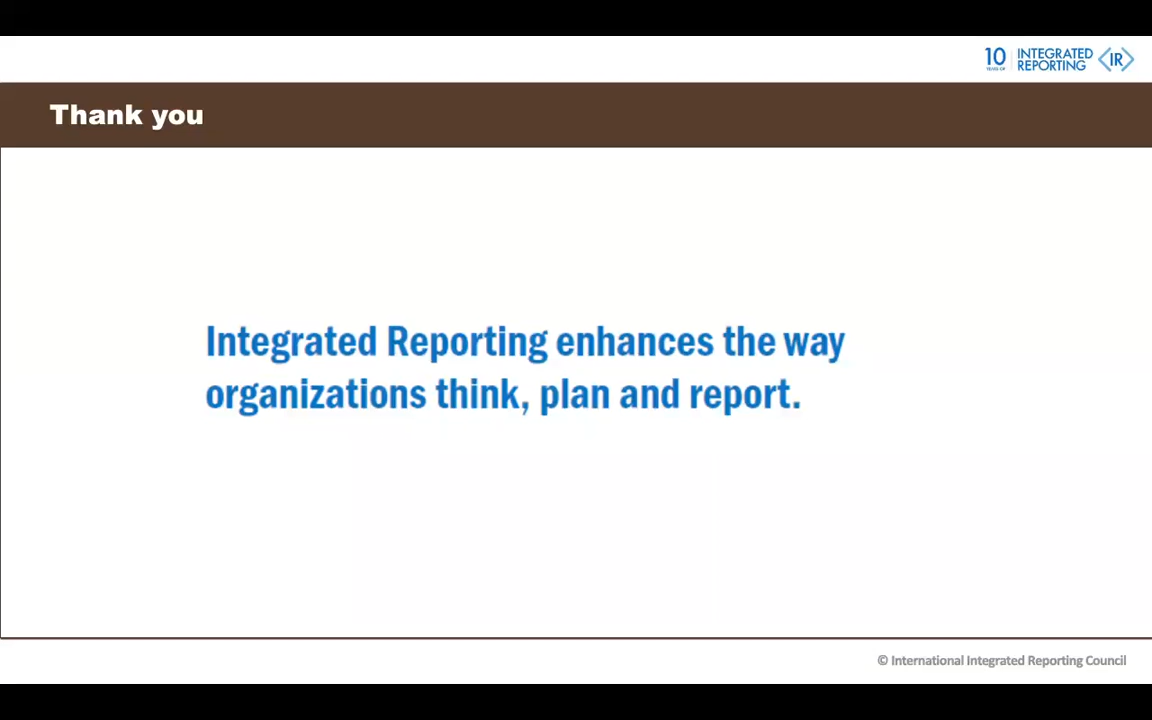 10 YEARS OF INTEGRATED REPORTING <IR>
Thank you
Integrated Reporting enhances the way
organizations think, plan and report.
© International Integrated Reporting Council